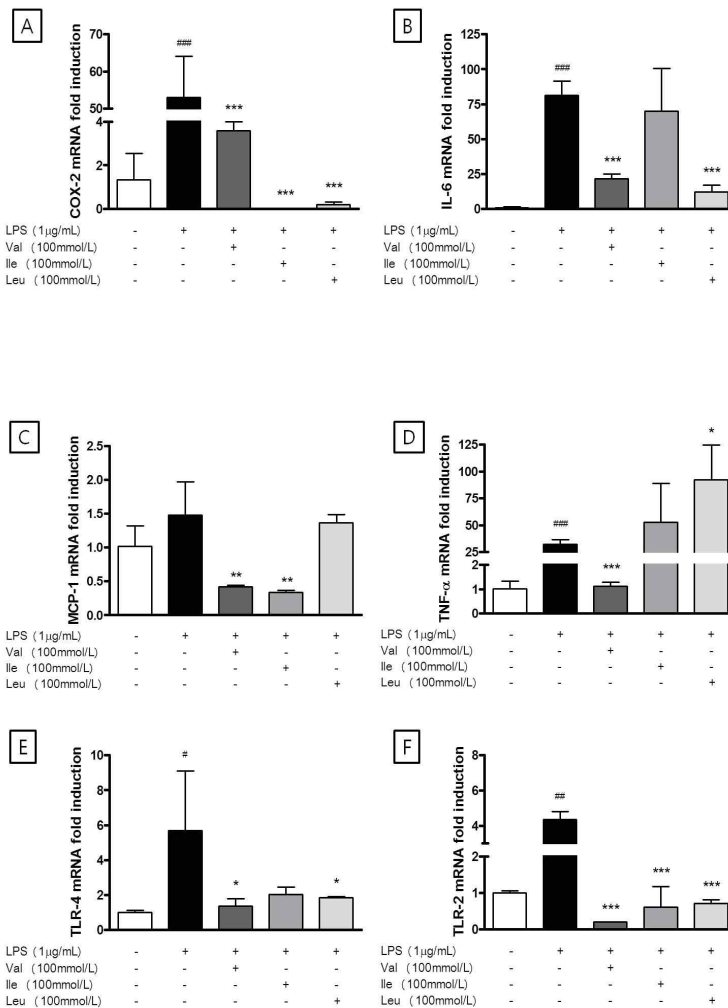 A
COX-2 mRNA fold induction
70
60
50
4
2
0
###
***
***
***
LPS (1μg/mL) - + + + +
Val (100mmol/L) - - + - -
Ile (100mmol/L) - - - + -
Leu (100mmol/L) - - - - +
B
IL-6 mRNA fold induction
125
100
75
50
25
0
###
***
***
LPS (1μg/mL) - + + + +
Val (100mmol/L) - - + - -
Ile (100mmol/L) - - - + -
Leu (100mmol/L) - - - - +
C
MCP-1 mRNA fold induction
2.5
2.0
1.5
1.0
0.5
0.0
**
**
LPS (1μg/mL) - + + + +
Val (100mmol/L) - - + - -
Ile (100mmol/L) - - - + -
Leu (100mmol/L) - - - - +
D
TNF-α mRNA fold induction
125
100
75
50
25
2
1
0
###
***
*
LPS (1μg/mL) - + + + +
Val (100mmol/L) - - + - -
Ile (100mmol/L) - - - + -
Leu (100mmol/L) - - - - +
E
TLR-4 mRNA fold induction
10
8
6
4
2
0
#
*
*
LPS (1μg/mL) - + + + +
Val (100mmol/L) - - + - -
Ile (100mmol/L) - - - + -
Leu (100mmol/L) - - - - +
F
TLR-2 mRNA fold induction
8
6
4
2
1
0
##
***
***
***
LPS (1μg/mL) - + + + +
Val (100mmol/L) - - + - -
Ile (100mmol/L) - - - + -
Leu (100mmol/L) - - - - +